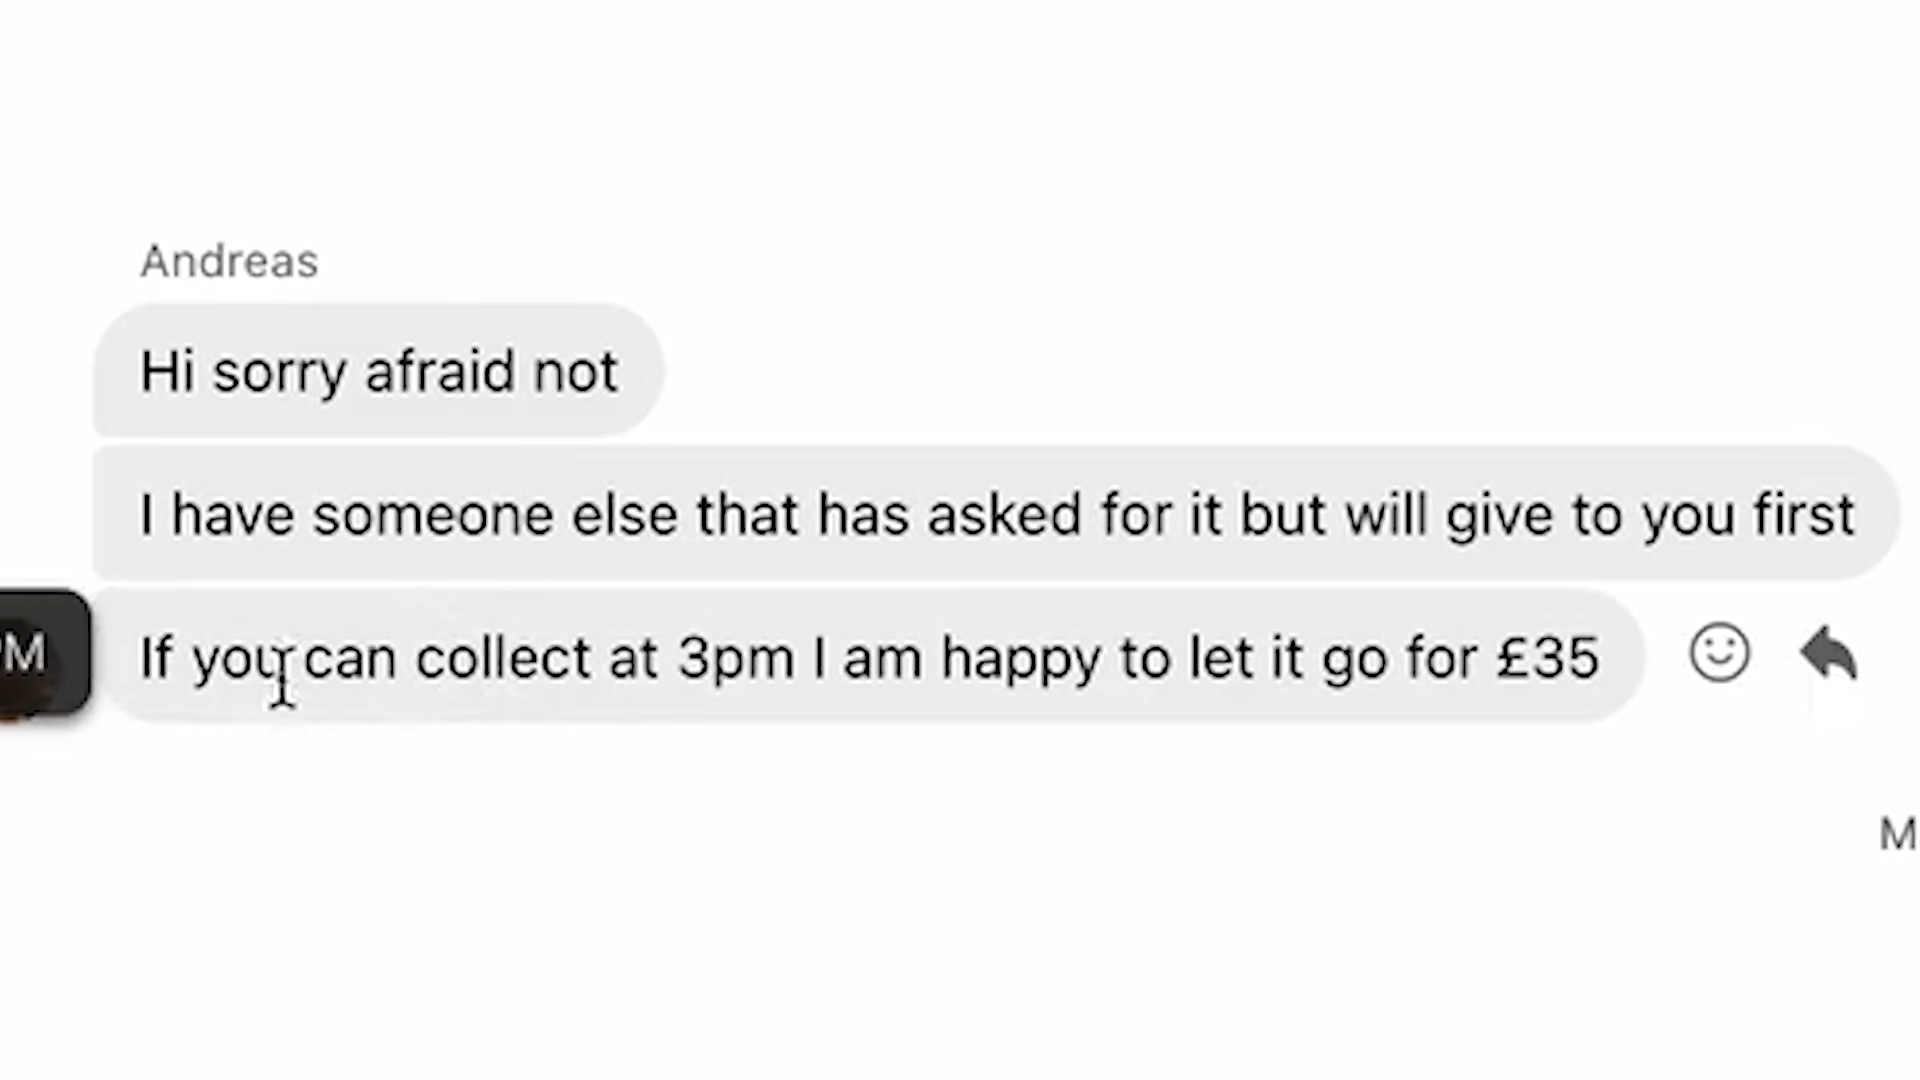 Andreas
Hi sorry afraid not
I have someone else that has asked for it but will give to you first
PM
If you can collect at 3pm I am happy to let it go for £35
M